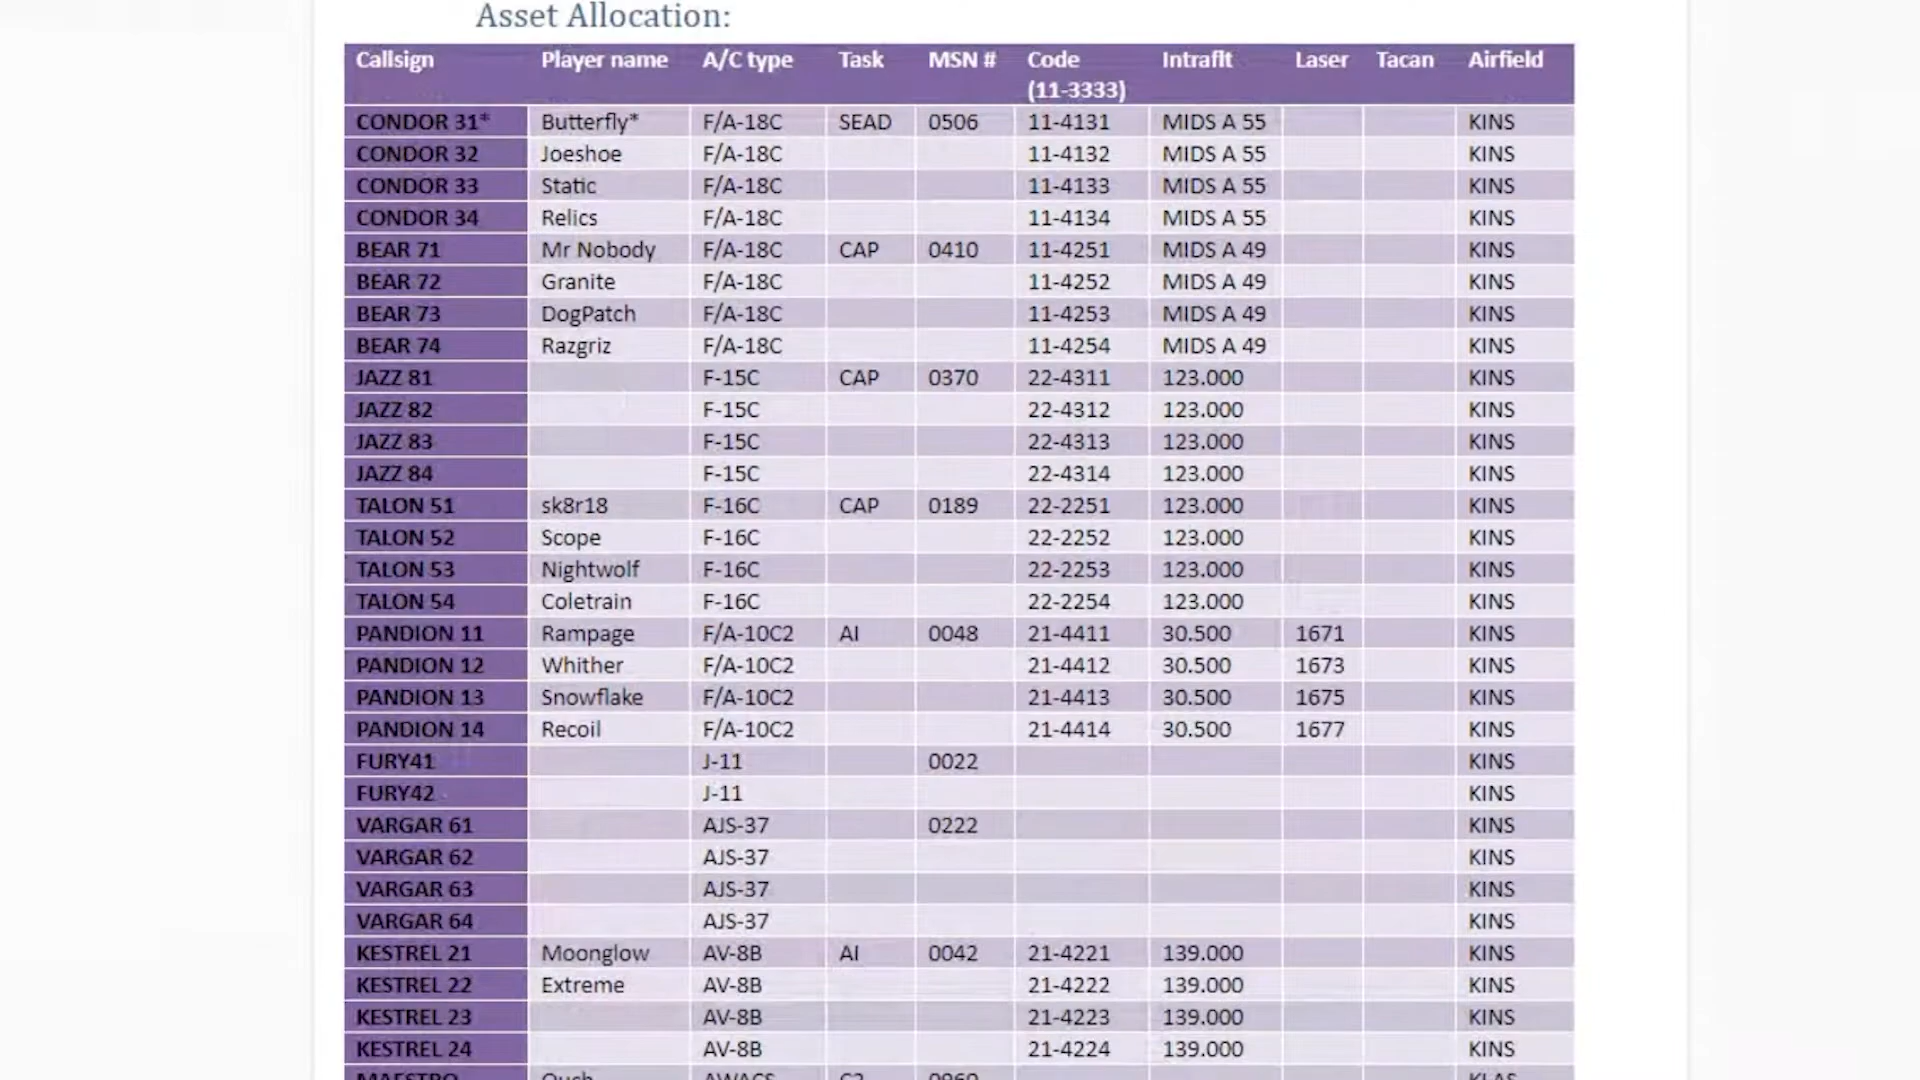 Asset Allocation:
Callsign Player name A/C type Task MSN # Code Intraflt Laser Tacan Airfield
(11-3333)
CONDOR 31* Butterfly* F/A-18C SEAD 0506 11-4131 MIDS A 55 KINS
CONDOR 32 Joeshoe F/A-18C 11-4132 MIDS A 55 KINS
CONDOR 33 Static F/A-18C 11-4133 MIDS A 55 KINS
CONDOR 34 Relics F/A-18C 11-4134 MIDS A 55 KINS
BEAR 71 Mr Nobody F/A-18C CAP 0410 11-4251 MIDS A 49 KINS
BEAR 72 Granite F/A-18C 11-4252 MIDS A 49 KINS
BEAR 73 DogPatch F/A-18C 11-4253 MIDS A 49 KINS
BEAR 74 Razgriz F/A-18C 11-4254 MIDS A 49 KINS
JAZZ 81 F-15C CAP 0370 22-4311 123.000 KINS
JAZZ 82 F-15C 22-4312 123.000 KINS
JAZZ 83 F-15C 22-4313 123.000 KINS
JAZZ 84 F-15C 22-4314 123.000 KINS
TALON 51 sk8r18 F-16C CAP 0189 22-2251 123.000 KINS
TALON 52 Scope F-16C 22-2252 123.000 KINS
TALON 53 Nightwolf F-16C 22-2253 123.000 KINS
TALON 54 Coletrain F-16C 22-2254 123.000 KINS
PANDION 11 Rampage F/A-10C2 AI 0048 21-4411 30.500 1671 KINS
PANDION 12 Whither F/A-10C2 21-4412 30.500 1673 KINS
PANDION 13 Snowflake F/A-10C2 21-4413 30.500 1675 KINS
PANDION 14 Recoil F/A-10C2 21-4414 30.500 1677 KINS
FURY41 J-11 0022 KINS
FURY42 J-11 KINS
VARGAR 61 AJS-37 0222 KINS
VARGAR 62 AJS-37 KINS
VARGAR 63 AJS-37 KINS
VARGAR 64 AJS-37 KINS
KESTREL 21 Moonglow AV-8B AI 0042 21-4221 139.000 KINS
KESTREL 22 Extreme AV-8B 21-4222 139.000 KINS
KESTREL 23 AV-8B 21-4223 139.000 KINS
KESTREL 24 AV-8B 21-4224 139.000 KINS
MAESTRO AWACS